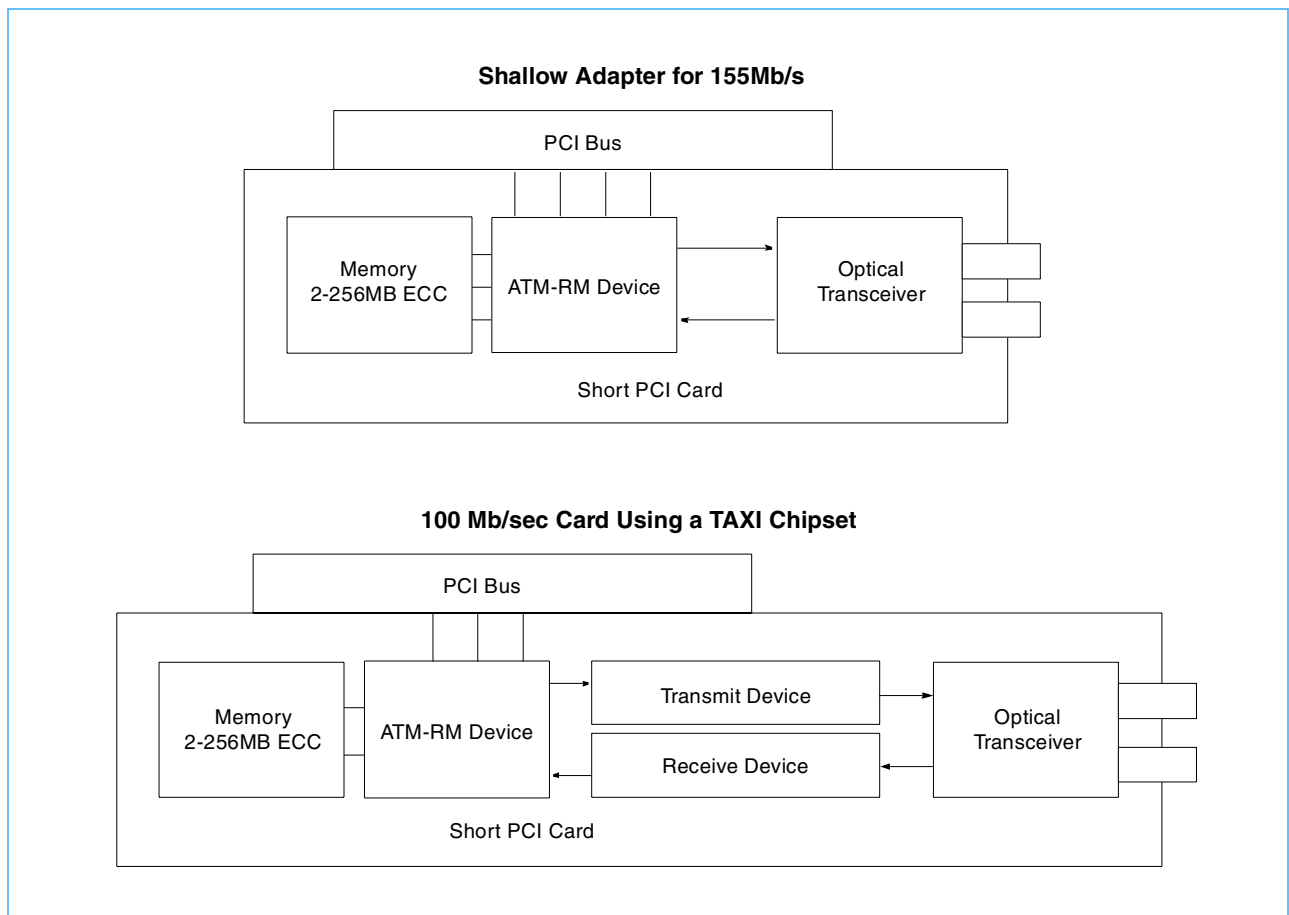 Shallow Adapter for 155Mb/s
PCI Bus
Memory
2-256MB ECC
ATM-RM Device
Optical
Transceiver
Short PCI Card
100 Mb/sec Card Using a TAXI Chipset
PCI Bus
Memory
2-256MB ECC
ATM-RM Device
Transmit Device
Receive Device
Optical
Transceiver
Short PCI Card